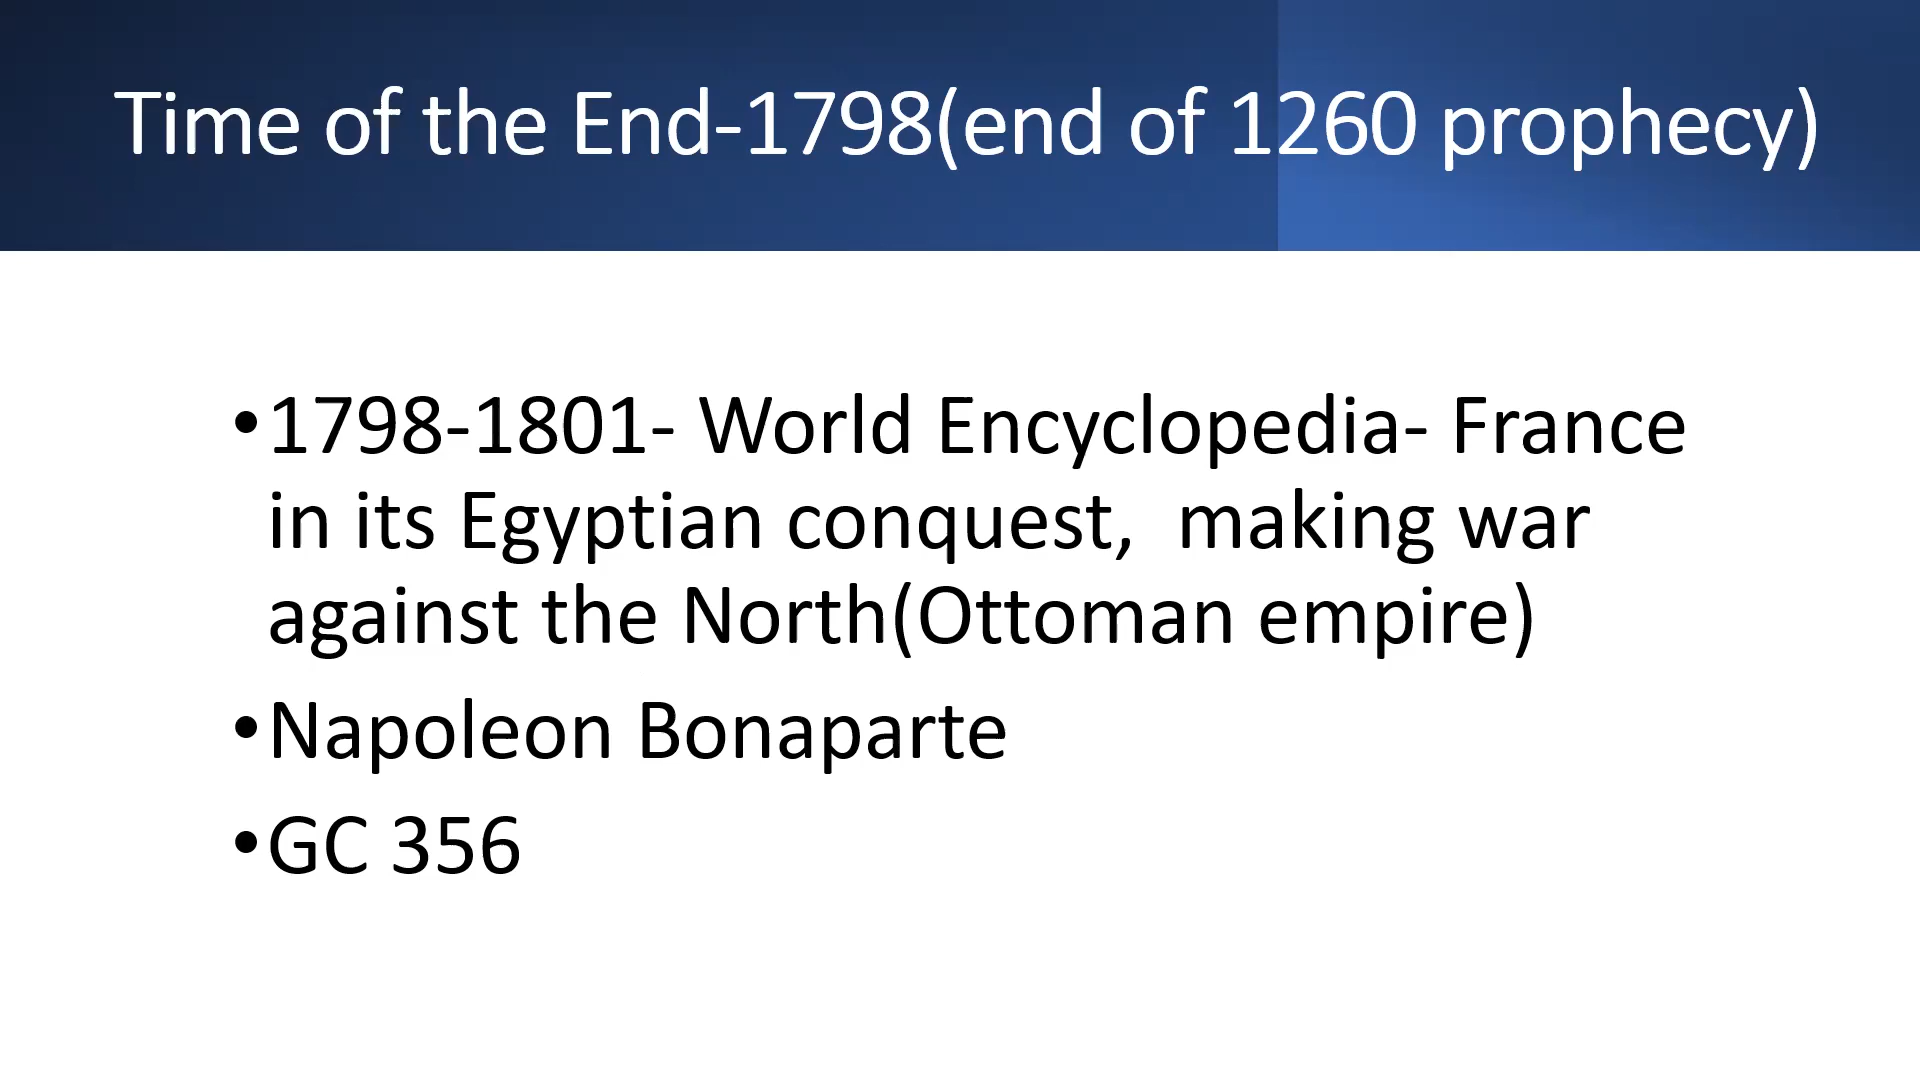 Time of the End-1798(end of 1260 prophecy)
•1798-1801- World Encyclopedia- France
in its Egyptian conquest,  making war
against the North(Ottoman empire)
•Napoleon Bonaparte
•GC 356